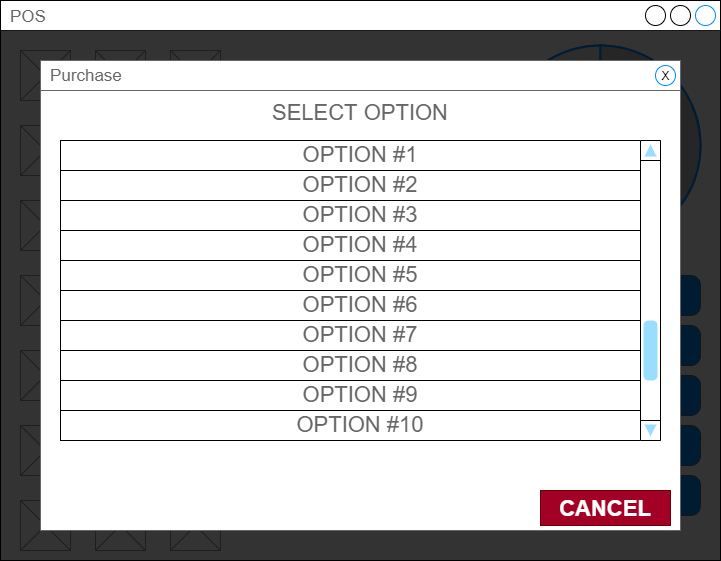 POS
Purchase
X
SELECT OPTION
OPTION #1
OPTION #2
OPTION #3
OPTION #4
OPTION #5
OPTION #6
OPTION #7
OPTION #8
OPTION #9
OPTION #10
CANCEL